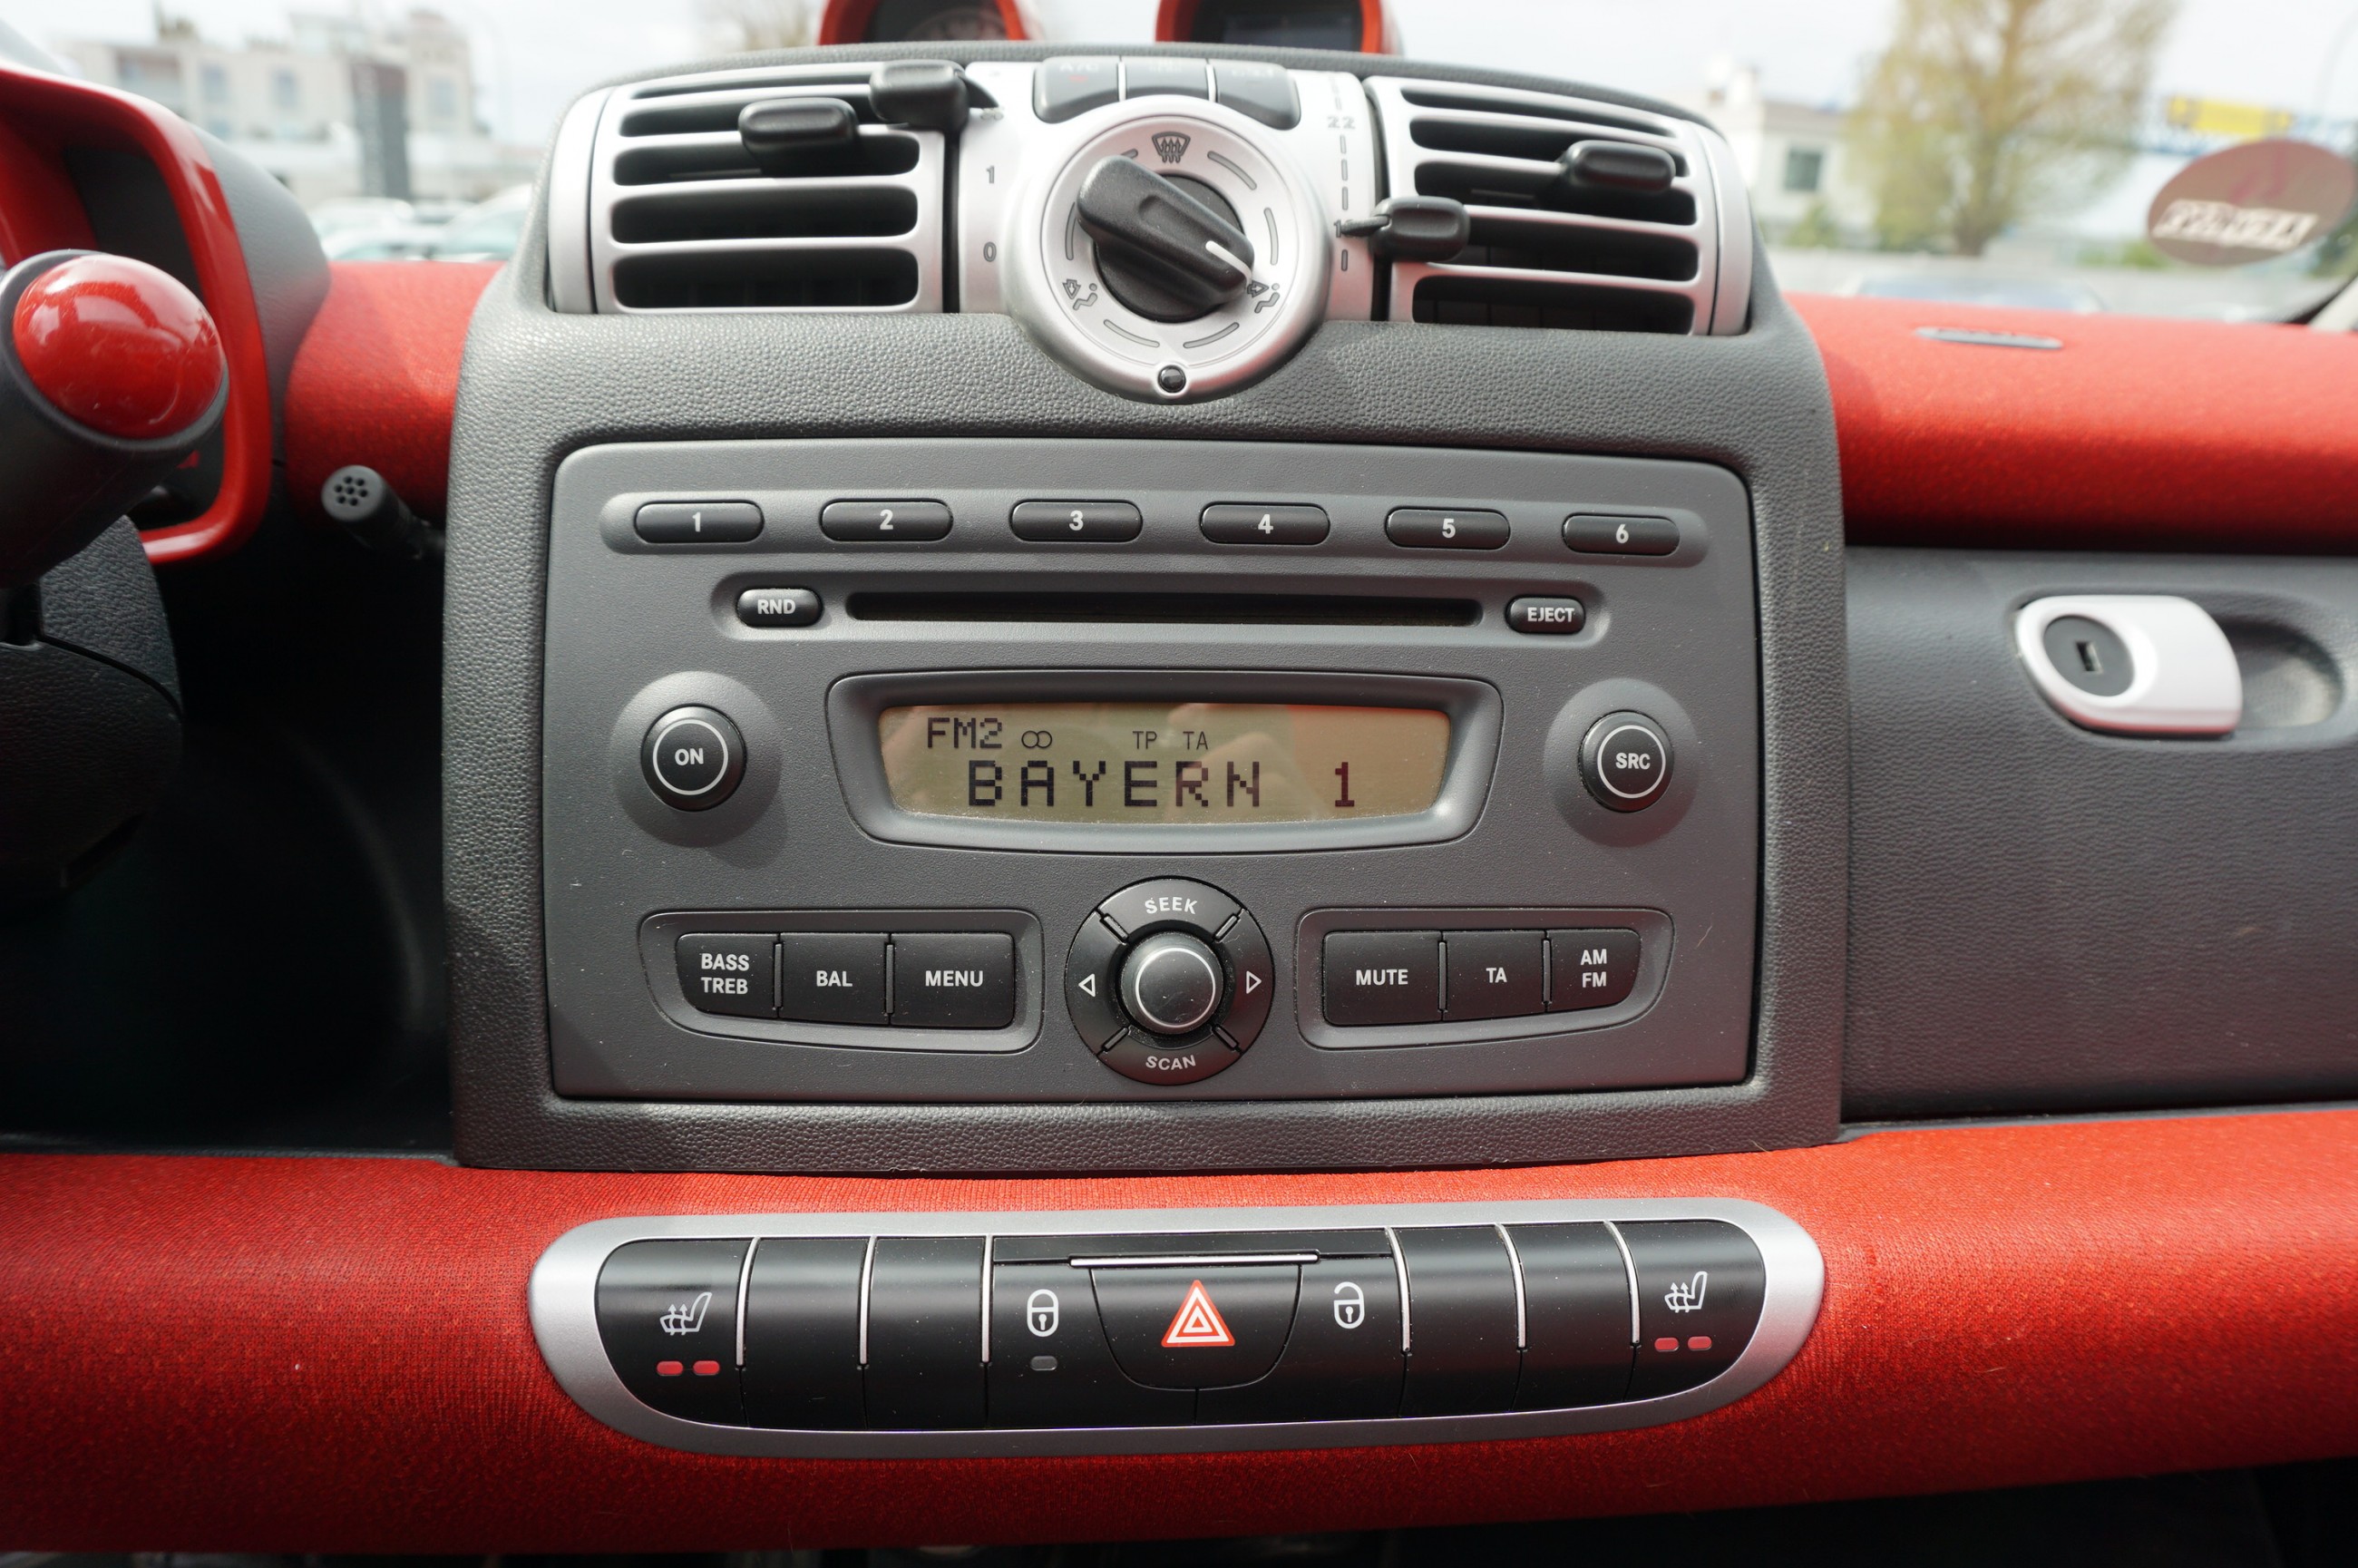 A/C
22
1
0
1 2 3 4 5 6
RND EJECT
ON
FM2 TP TA
BAYERN 1
SRC
SEEK
BASS
TREB
BAL
MENU
MUTE
TA
AM
FM
SCAN